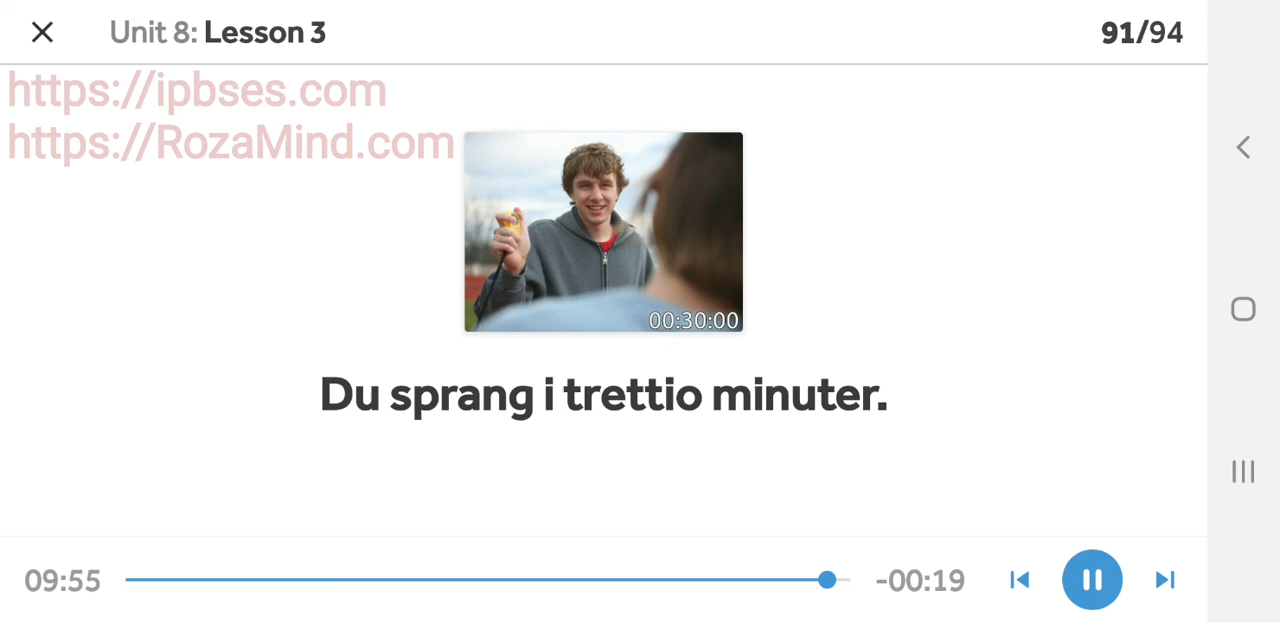 Unit 8: Lesson 3
91/94
https://ipbses.com
https://RozaMind.com
00:30:00
Du sprang i trettio minuter.
09:55
-00:19